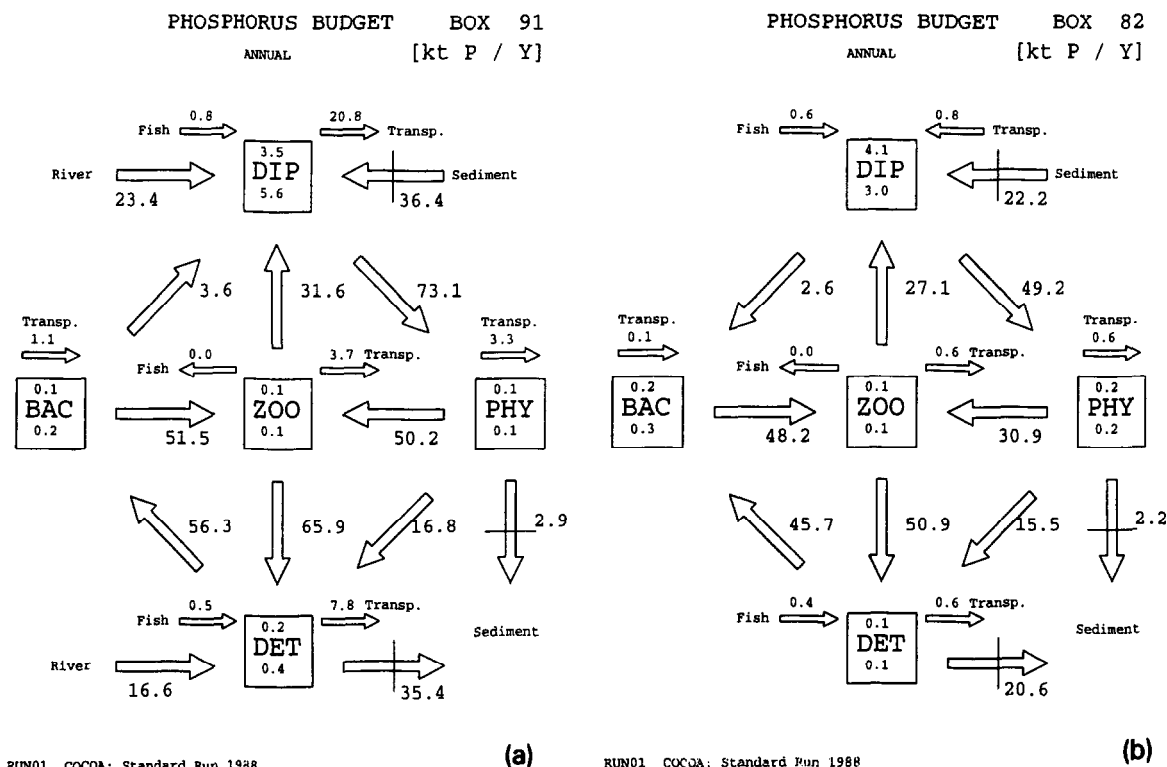 PHOSPHORUS BUDGET BOX 91
ANNUAL [kt P / Y]
0.8 20.8
Fish Transp.
3.5
River DIP Sediment
5.6
23.4 36.4
3.6 31.6 73.1
Transp. Transp.
1.1 0.0 3.7 Transp. 3.3
Fish
0.1 0.1 0.1
BAC ZOO PHY
0.2 0.1 0.1
51.5 50.2
56.3 65.9 16.8 2.9
0.5 7.8 Transp.
Fish
0.2 Sediment
DET
River 0.4
16.6 35.4
RUN01 COCOA: Standard Run 1988
(a)
PHOSPHORUS BUDGET BOX 82
ANNUAL [kt P / Y]
0.6 0.8
Fish Transp.
4.1
DIP Sediment
3.0
22.2
2.6 27.1 49.2
Transp. Transp.
0.1 0.0 0.6 Transp. 0.6
Fish
0.2 0.1 0.2
BAC ZOO PHY
0.3 0.1 0.2
48.2 30.9
45.7 50.9 15.5 2.2
0.4 0.6 Transp.
Fish
0.1 Sediment
DET
0.1
20.6
RUN01 COCOA: Standard Run 1988
(b)